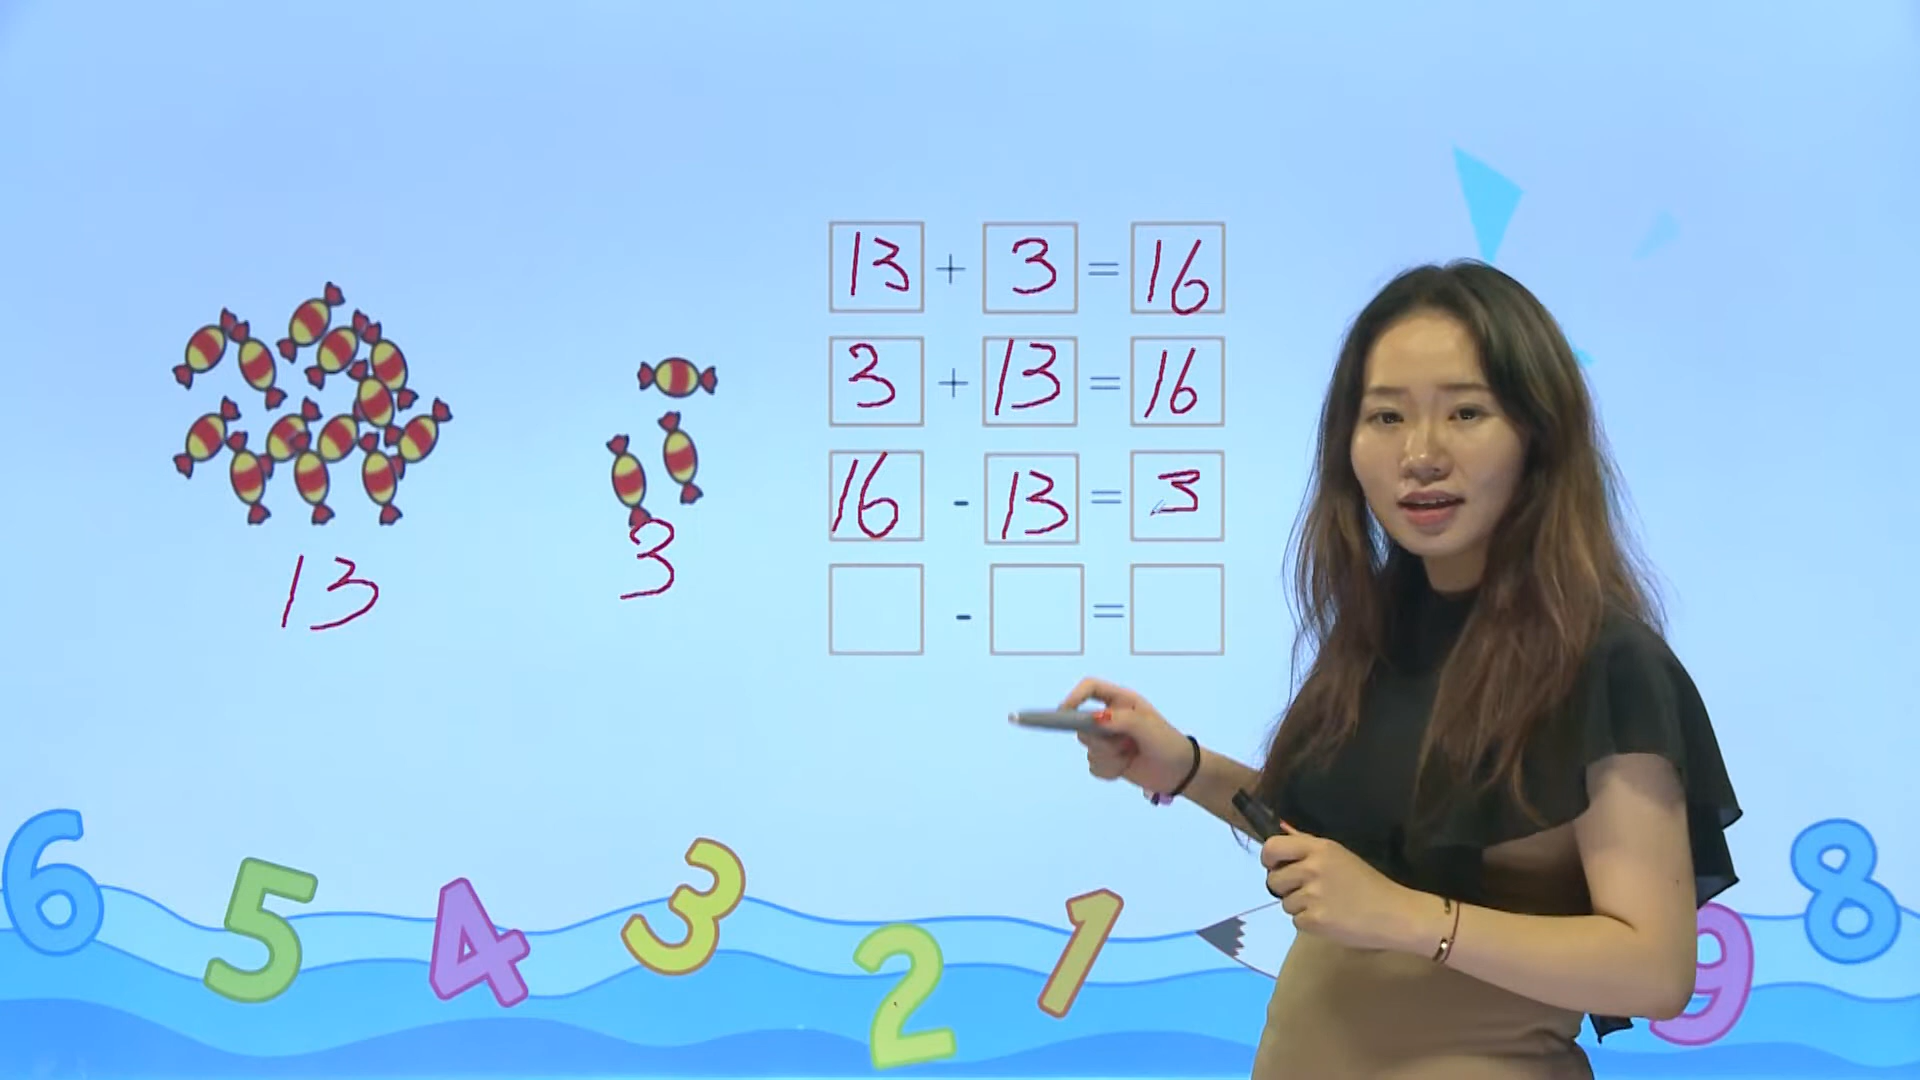 13 + 3 = 16
3 + 13 = 16
16 - 13 = 3
- =
13
3
6 5 4 3 2 1 9 8